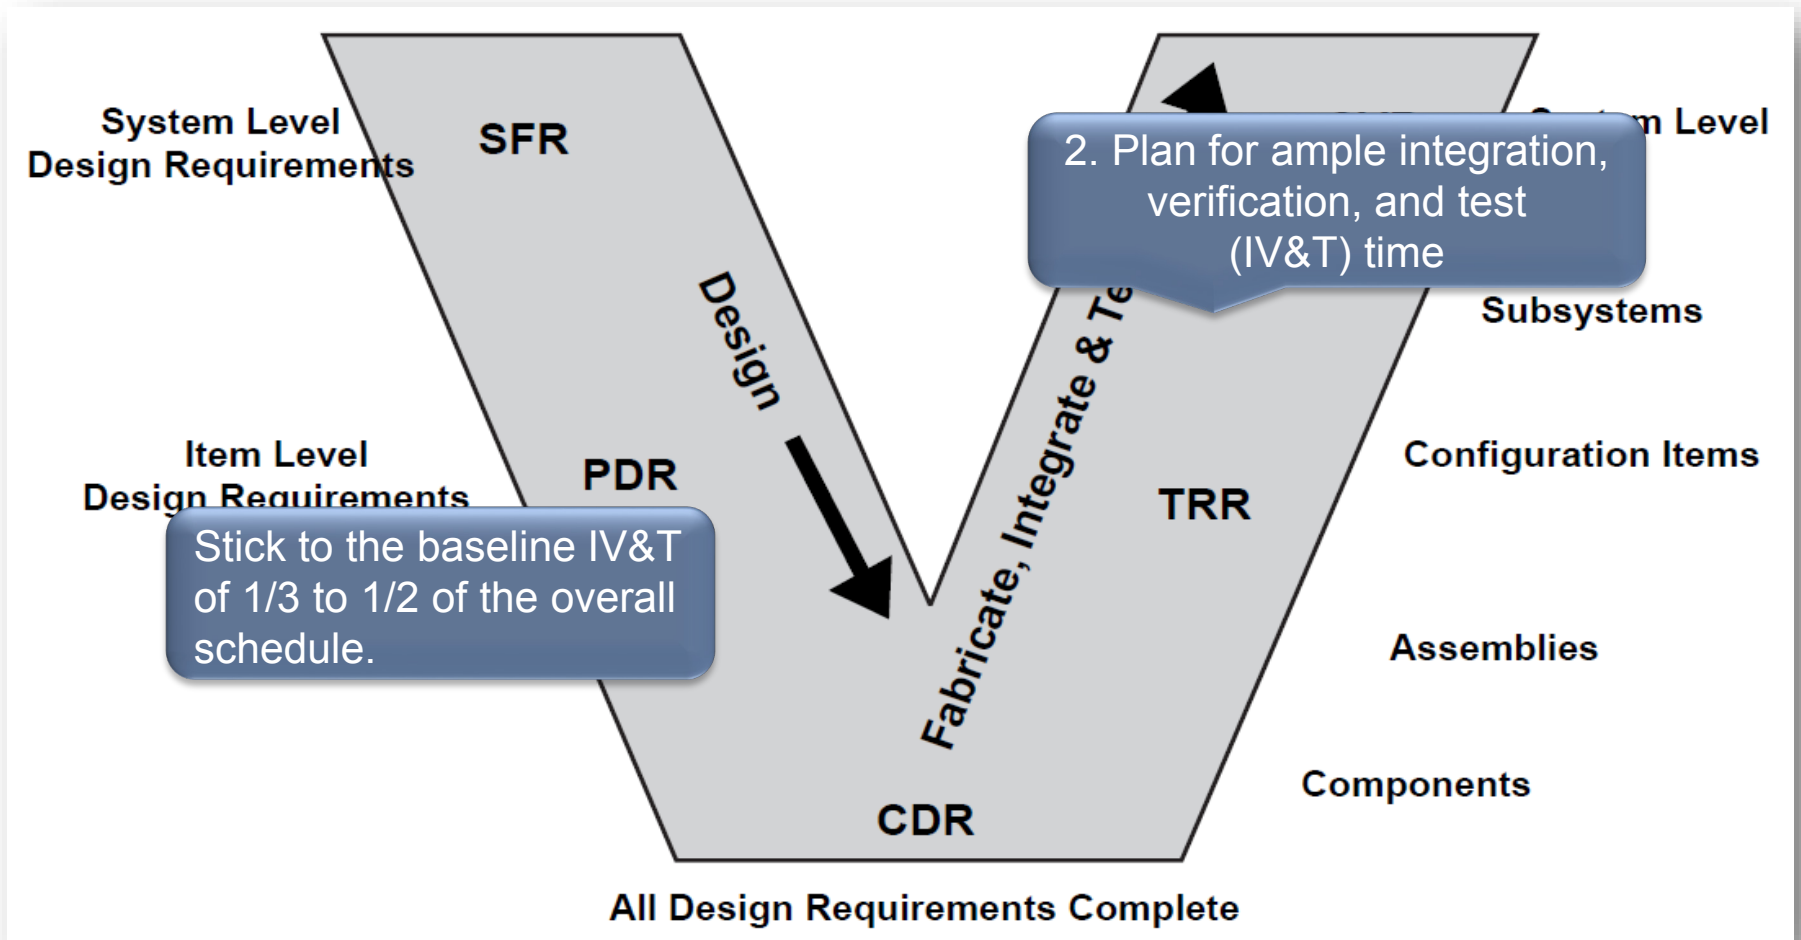 System Level
Design Requirements
SFR
Level
2. Plan for ample integration,
verification, and test
(IV&T) time
Design
Fabricate, Integrate &
Subsystems
Item Level
Design Requirements
PDR
TRR
Configuration Items
Stick to the baseline IV&T
of 1/3 to 1/2 of the overall
schedule.
Assemblies
Components
CDR
All Design Requirements Complete